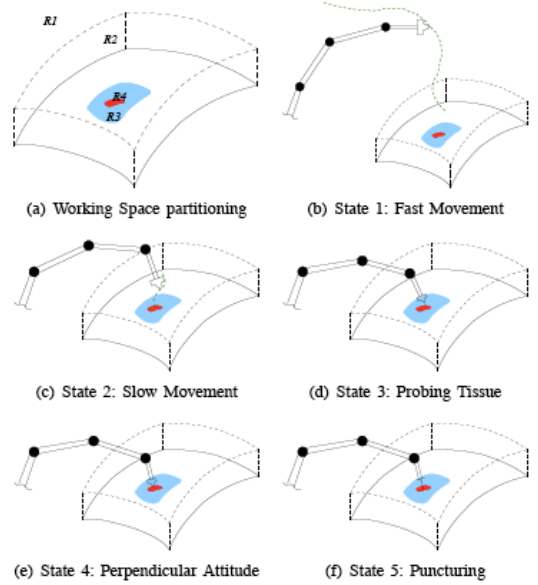 R1
R2
R4
R3
(a) Working Space partitioning
(b) State 1: Fast Movement
(c) State 2: Slow Movement
(d) State 3: Probing Tissue
(e) State 4: Perpendicular Attitude
(f) State 5: Puncturing